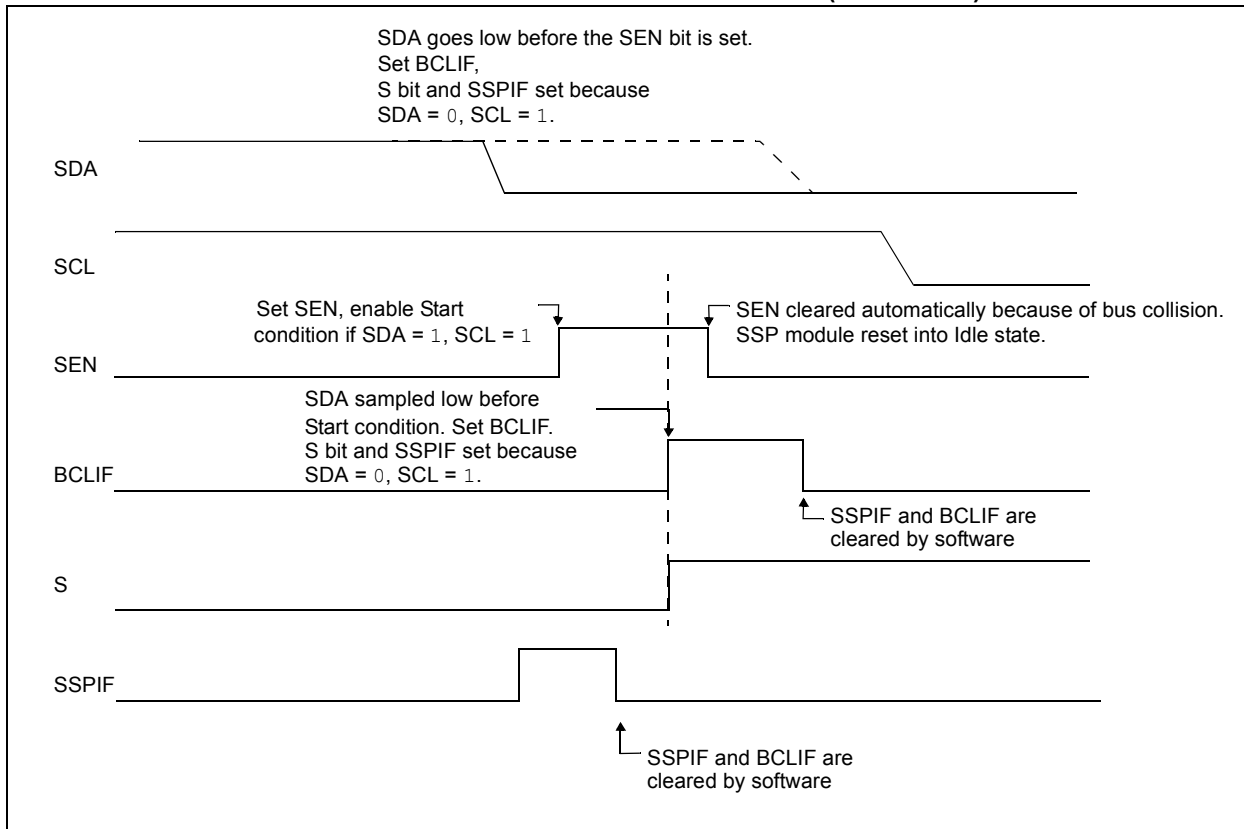 SDA goes low before the SEN bit is set.
Set BCLIF,
S bit and SSPIF set because
SDA = 0, SCL = 1.
SDA
SCL
Set SEN, enable Start
condition if SDA = 1, SCL = 1
SEN cleared automatically because of bus collision.
SSP module reset into Idle state.
SEN
SDA sampled low before
Start condition. Set BCLIF.
S bit and SSPIF set because
SDA = 0, SCL = 1.
BCLIF
SSPIF and BCLIF are
cleared by software
S
SSPIF
SSPIF and BCLIF are
cleared by software